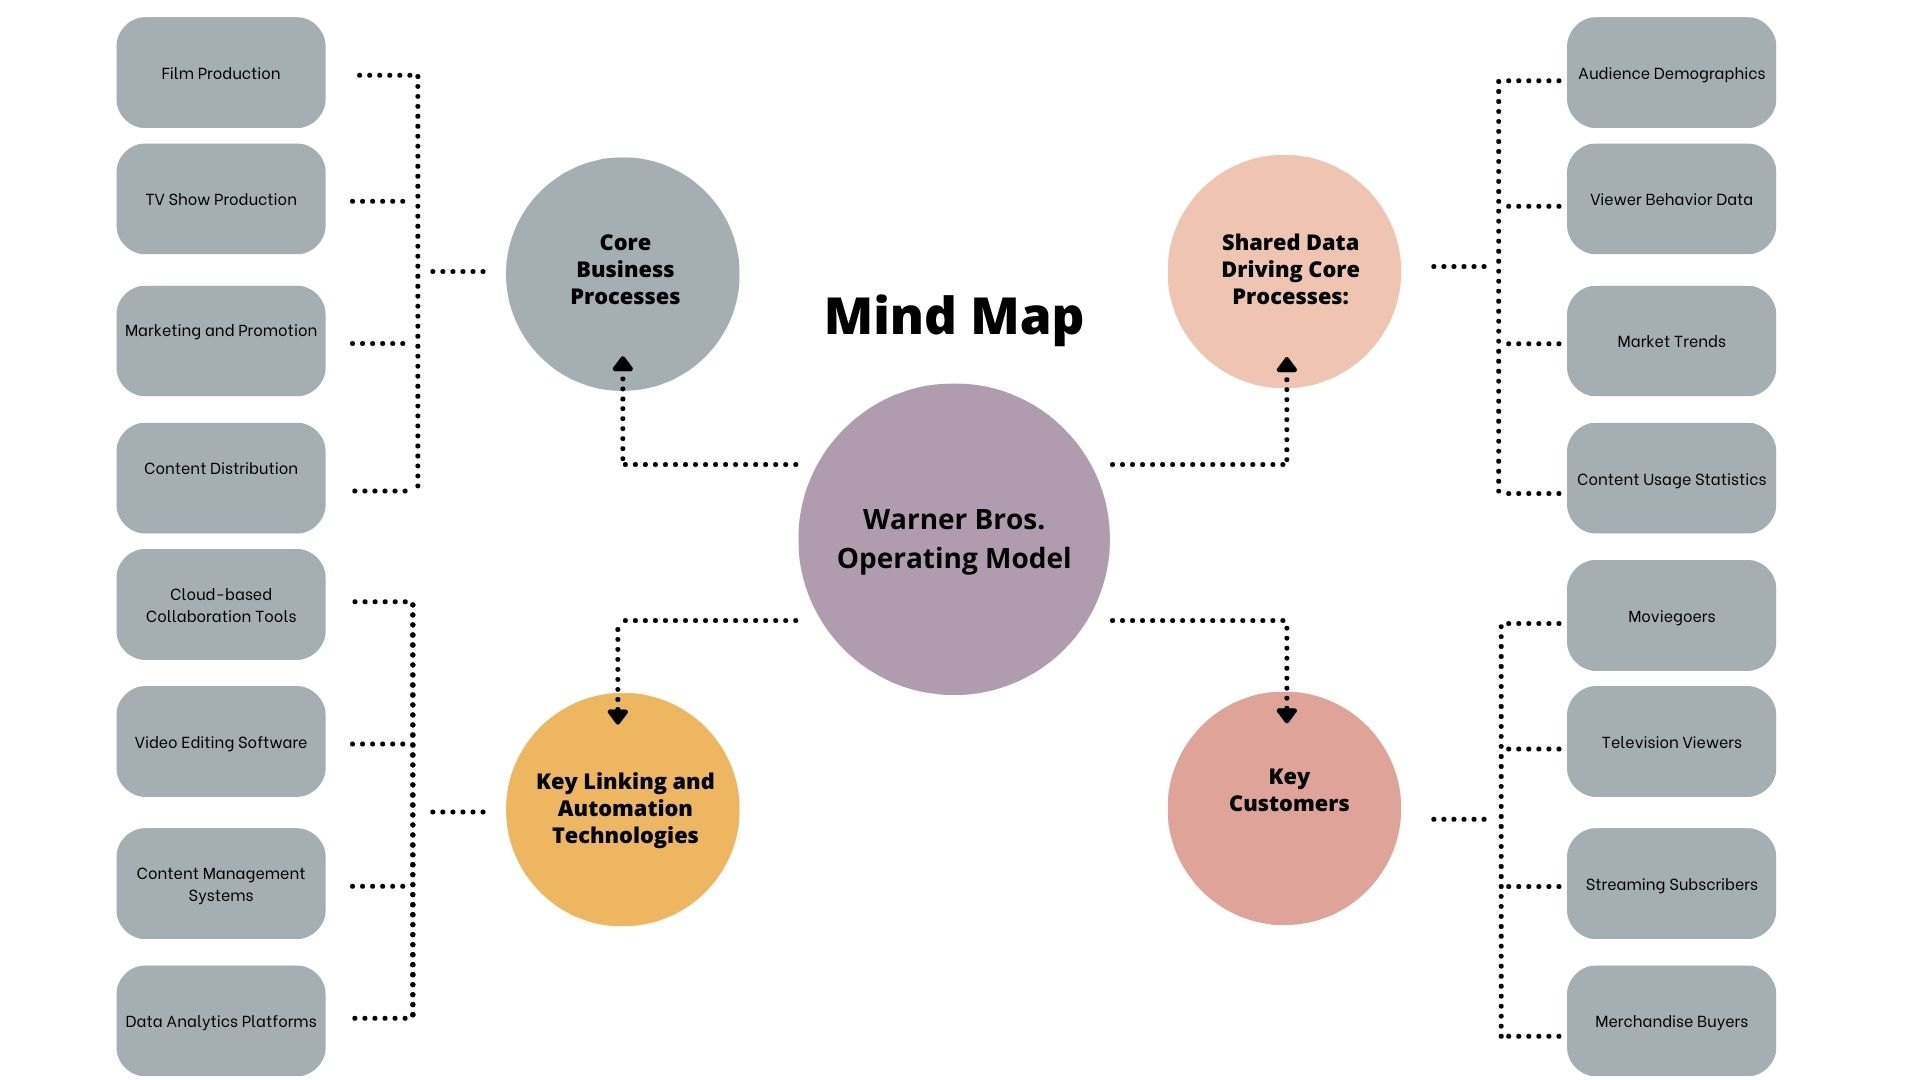 Mind Map
Warner Bros.
Operating Model
Core
Business
Processes
Film Production
TV Show Production
Marketing and Promotion
Content Distribution
Key Linking and
Automation
Technologies
Cloud-based
Collaboration Tools
Video Editing Software
Content Management
Systems
Data Analytics Platforms
Shared Data
Driving Core
Processes:
Audience Demographics
Viewer Behavior Data
Market Trends
Content Usage Statistics
Key
Customers
Moviegoers
Television Viewers
Streaming Subscribers
Merchandise Buyers